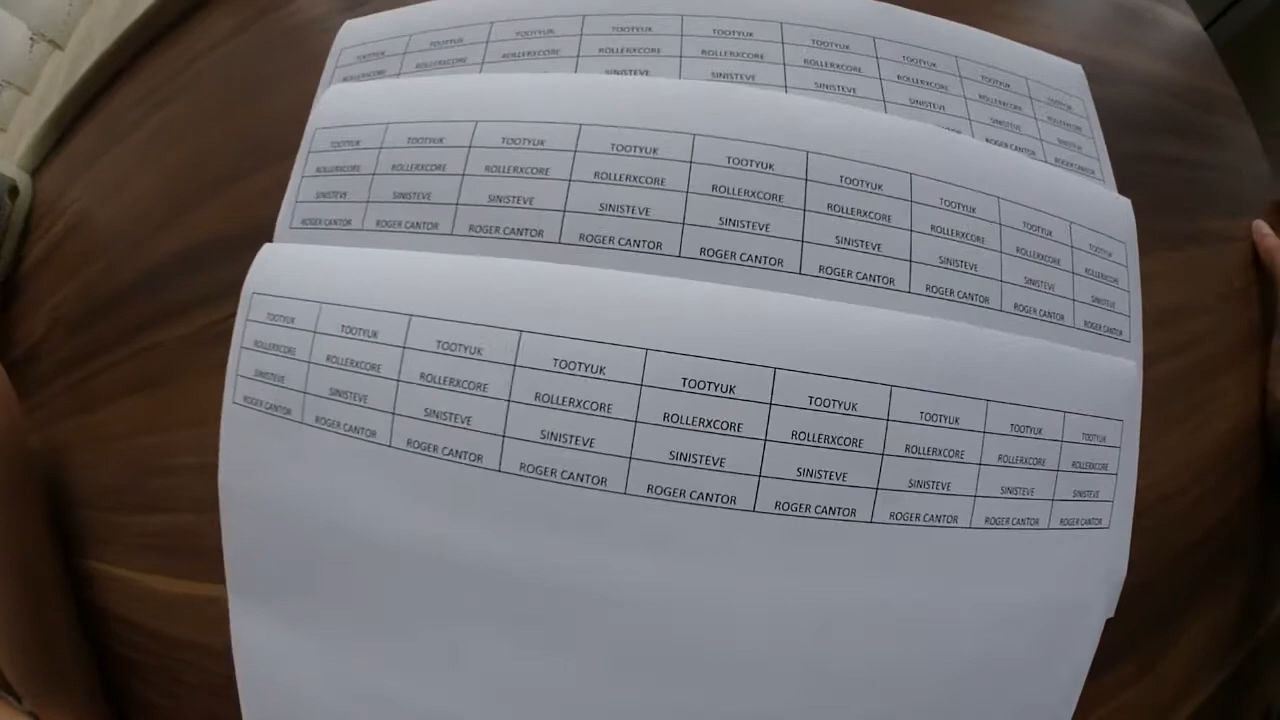 TOOTYUK TOOTYUK TOOTYUK TOOTYUK TOOTYUK TOOTYUK TOOTYUK TOOTYUK TOOTYUK
ROLLERXCORE ROLLERXCORE ROLLERXCORE ROLLERXCORE ROLLERXCORE ROLLERXCORE ROLLERXCORE ROLLERXCORE ROLLERXCORE
SINISTEVE SINISTEVE SINISTEVE SINISTEVE SINISTEVE SINISTEVE
ROGER CANTOR ROGER CANTOR
TOOTYUK TOOTYUK TOOTYUK TOOTYUK TOOTYUK TOOTYUK TOOTYUK TOOTYUK TOOTYUK
ROLLERXCORE ROLLERXCORE ROLLERXCORE ROLLERXCORE ROLLERXCORE ROLLERXCORE ROLLERXCORE ROLLERXCORE ROLLERXCORE
SINISTEVE SINISTEVE SINISTEVE SINISTEVE SINISTEVE SINISTEVE SINISTEVE SINISTEVE SINISTEVE
ROGER CANTOR ROGER CANTOR ROGER CANTOR ROGER CANTOR ROGER CANTOR ROGER CANTOR ROGER CANTOR ROGER CANTOR ROGER CANTOR
TOOTYUK TOOTYUK TOOTYUK TOOTYUK TOOTYUK TOOTYUK TOOTYUK TOOTYUK TOOTYUK
ROLLERXCORE ROLLERXCORE ROLLERXCORE ROLLERXCORE ROLLERXCORE ROLLERXCORE ROLLERXCORE ROLLERXCORE ROLLERXCORE
SINISTEVE SINISTEVE SINISTEVE SINISTEVE SINISTEVE SINISTEVE SINISTEVE SINISTEVE SINISTEVE
ROGER CANTOR ROGER CANTOR ROGER CANTOR ROGER CANTOR ROGER CANTOR ROGER CANTOR ROGER CANTOR ROGER CANTOR ROGER CANTOR